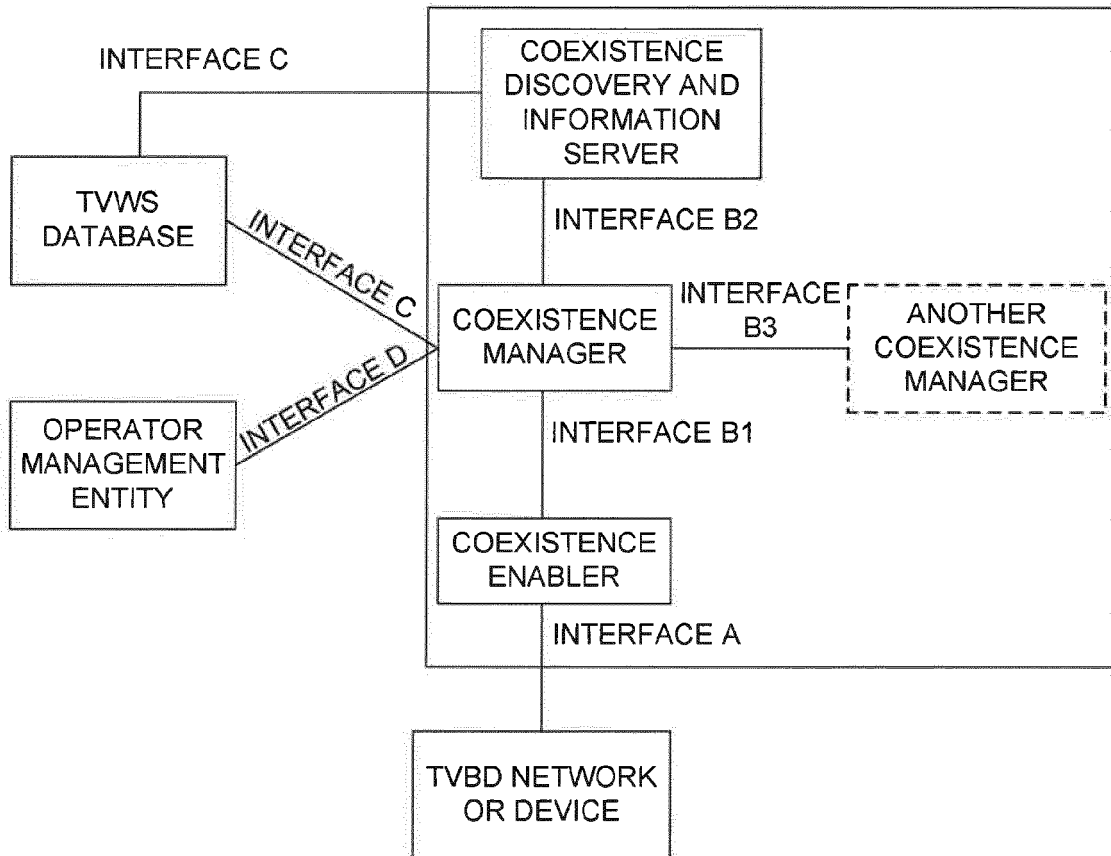 INTERFACE C
COEXISTENCE
DISCOVERY AND
INFORMATION
SERVER
TVWS
DATABASE
INTERFACE B2
INTERFACE C
COEXISTENCE
MANAGER
INTERFACE
B3
ANOTHER
COEXISTENCE
MANAGER
INTERFACE D
OPERATOR
MANAGEMENT
ENTITY
INTERFACE B1
COEXISTENCE
ENABLER
INTERFACE A
TVBD NETWORK
OR DEVICE